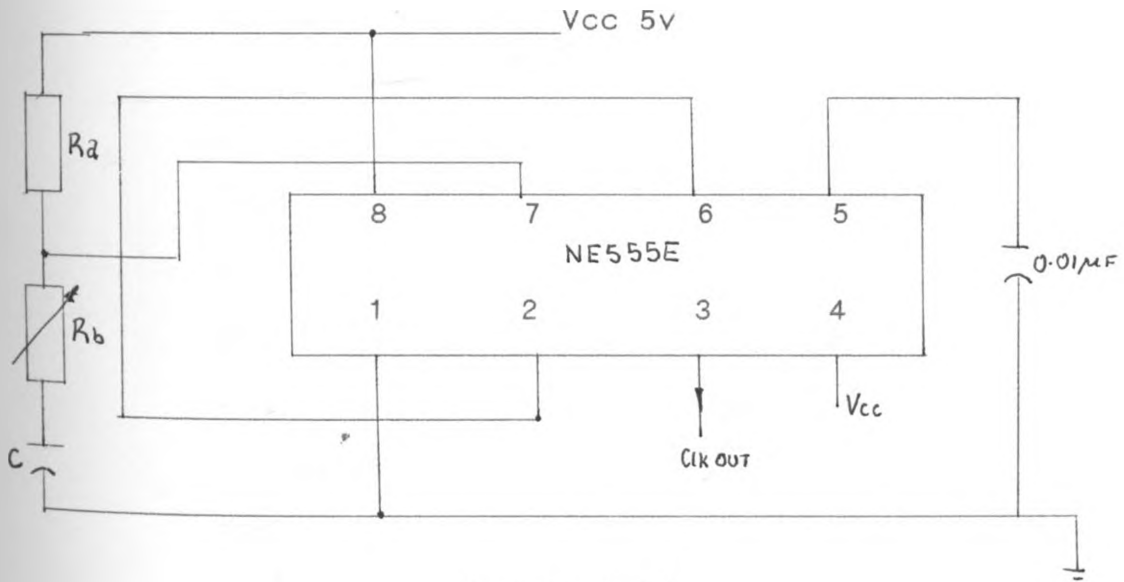 Vcc 5v
Ra
8 7 6 5
NE555E
0.01µF
1 2 3 4
Rb
Vcc
C
Clk OUT